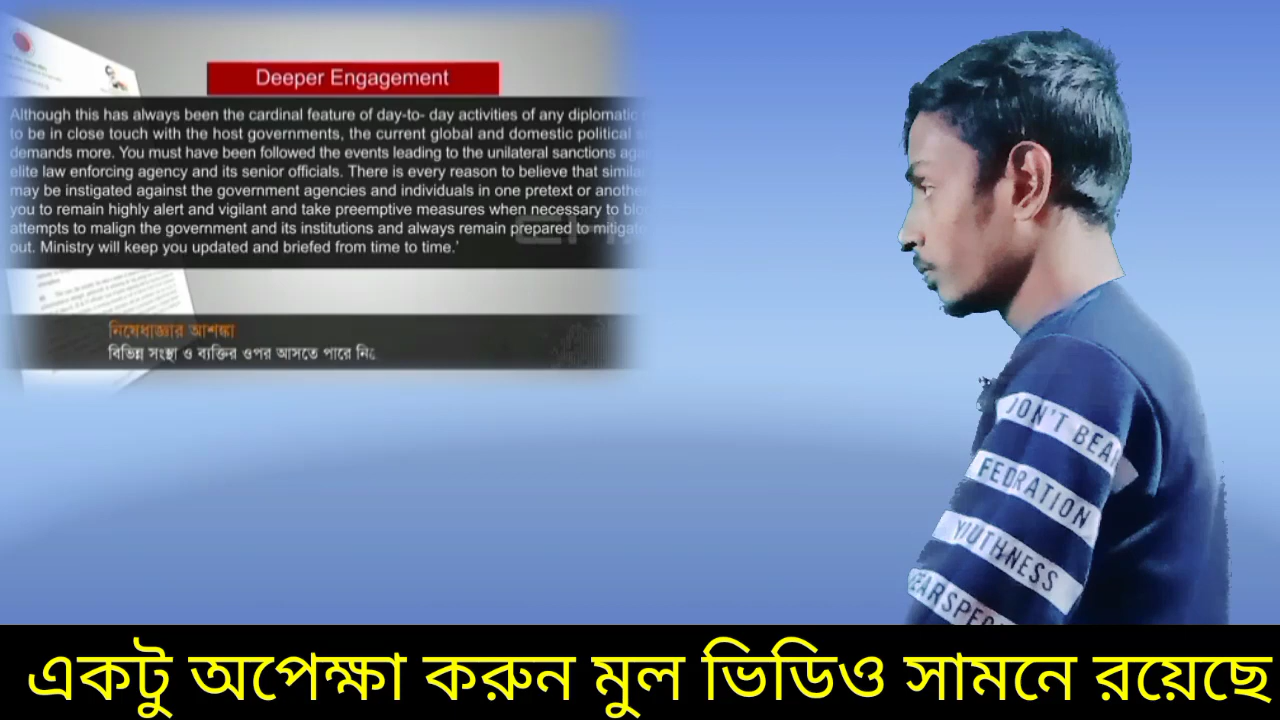 Deeper Engagement
Although this has always been the cardinal feature of day-to- day activities of any diplomatic
to be in close touch with the host governments, the current global and domestic political
demands more. You must have been followed the events leading to the unilateral sanctions
elite law enforcing agency and its senior officials. There is every reason to believe that
may be instigated against the government agencies and individuals in one pretext or
you to remain highly alert and vigilant and take preemptive measures when necessary to
attempts to malign the government and its institutions and always remain prepared to
out. Ministry will keep you updated and briefed from time to time.'
নিষেধাজ্ঞার আশঙ্কা
বিভিন্ন সংস্থা ও ব্যক্তির ওপর আসতে পারে
JON'T BEA
FEDRATION
YIUTHNESS
EARSPE
একটু অপেক্ষা করুন মুল ভিডিও সামনে রয়েছে